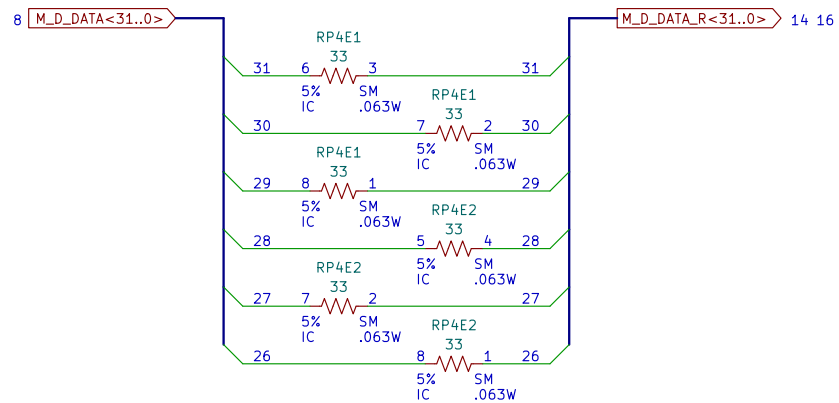 8 M_D_DATA<31..0> M_D_DATA_R<31..0> 14 16
RP4E1
33
31 6 3 31
5% SM
IC .063W
RP4E1
33
30 7 2 30
5% SM
IC .063W
RP4E1
33
29 8 1 29
5% SM
IC .063W
RP4E2
33
28 5 4 28
5% SM
IC .063W
RP4E2
33
27 7 2 27
5% SM
IC .063W
RP4E2
33
26 8 1 26
5% SM
IC .063W